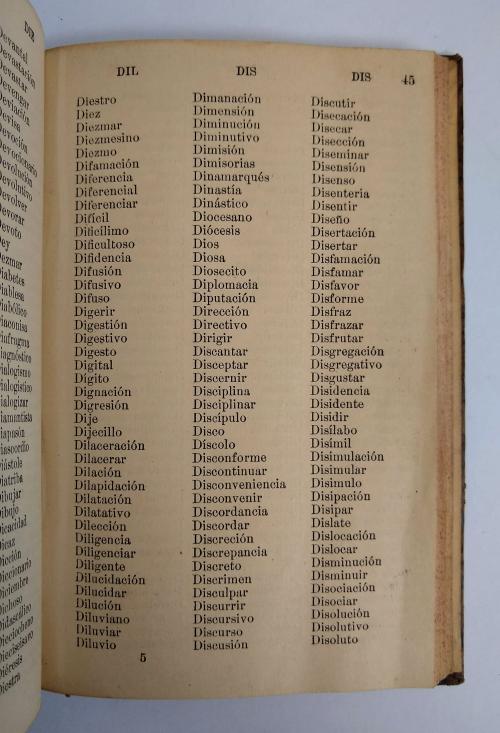 DIL DIS DIS 45
Diestro
Diez
Diezmar
Diezmesino
Diezmo
Difamación
Diferencia
Diferencial
Diferenciar
Difícil
Dificílimo
Dificultoso
Difidencia
Difusión
Difusivo
Difuso
Digerir
Digestión
Digestivo
Digesto
Digital
Dígito
Dignación
Digresión
Dije
Dijecillo
Dilaceración
Dilacerar
Dilación
Dilapidación
Dilatación
Dilatativo
Dilección
Diligencia
Diligenciar
Diligente
Dilucidación
Dilucidar
Dilución
Diluviano
Diluviar
Diluvio
Dimanación
Dimensión
Diminución
Diminutivo
Dimisión
Dimisorias
Dinamarqués
Dinastía
Dinástico
Diocesano
Diócesis
Dios
Diosa
Diosecito
Diplomacia
Diputación
Dirección
Directivo
Dirigir
Discantar
Disceptar
Discernir
Disciplina
Disciplinar
Discípulo
Disco
Díscolo
Disconforme
Discontinuar
Disconveniencia
Disconvenir
Discordancia
Discordar
Discreción
Discrepancia
Discreto
Discrimen
Disculpar
Discurrir
Discursivo
Discurso
Discusión
Discutir
Disecación
Disecar
Disección
Diseminar
Disensión
Disenso
Disenteria
Disentir
Diseño
Disertación
Disertar
Disfamación
Disfamar
Disfavor
Disforme
Disfraz
Disfrazar
Disfrutar
Disgregación
Disgregativo
Disgustar
Disidencia
Disidente
Disidir
Disílabo
Disímil
Disimulación
Disimular
Disimulo
Disipación
Disipar
Dislate
Dislocación
Dislocar
Disminución
Disminuir
Disociación
Disociar
Disolución
Disolutivo
Disoluto
5